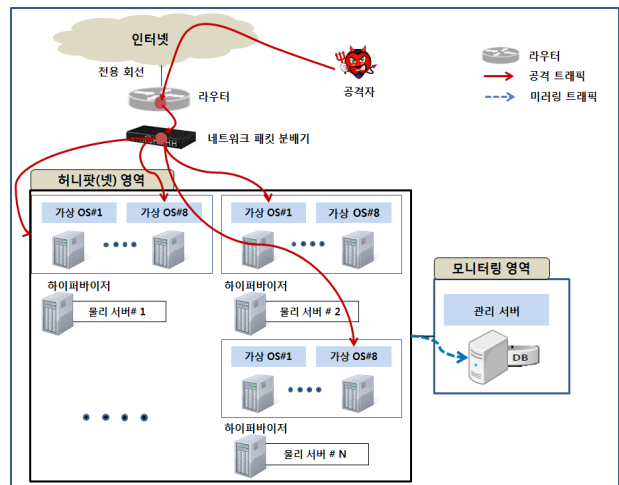 인터넷
전용 회선
라우터
공격자
라우터
공격 트래픽
미러링 트래픽
네트워크 패킷 분배기
허니팟(넷) 영역
가상 OS#1
가상 OS#8
가상 OS#1
가상 OS#8
하이퍼바이저
물리 서버# 1
하이퍼바이저
물리 서버 # 2
가상 OS#1
가상 OS#8
하이퍼바이저
물리 서버 # N
모니터링 영역
관리 서버
DB